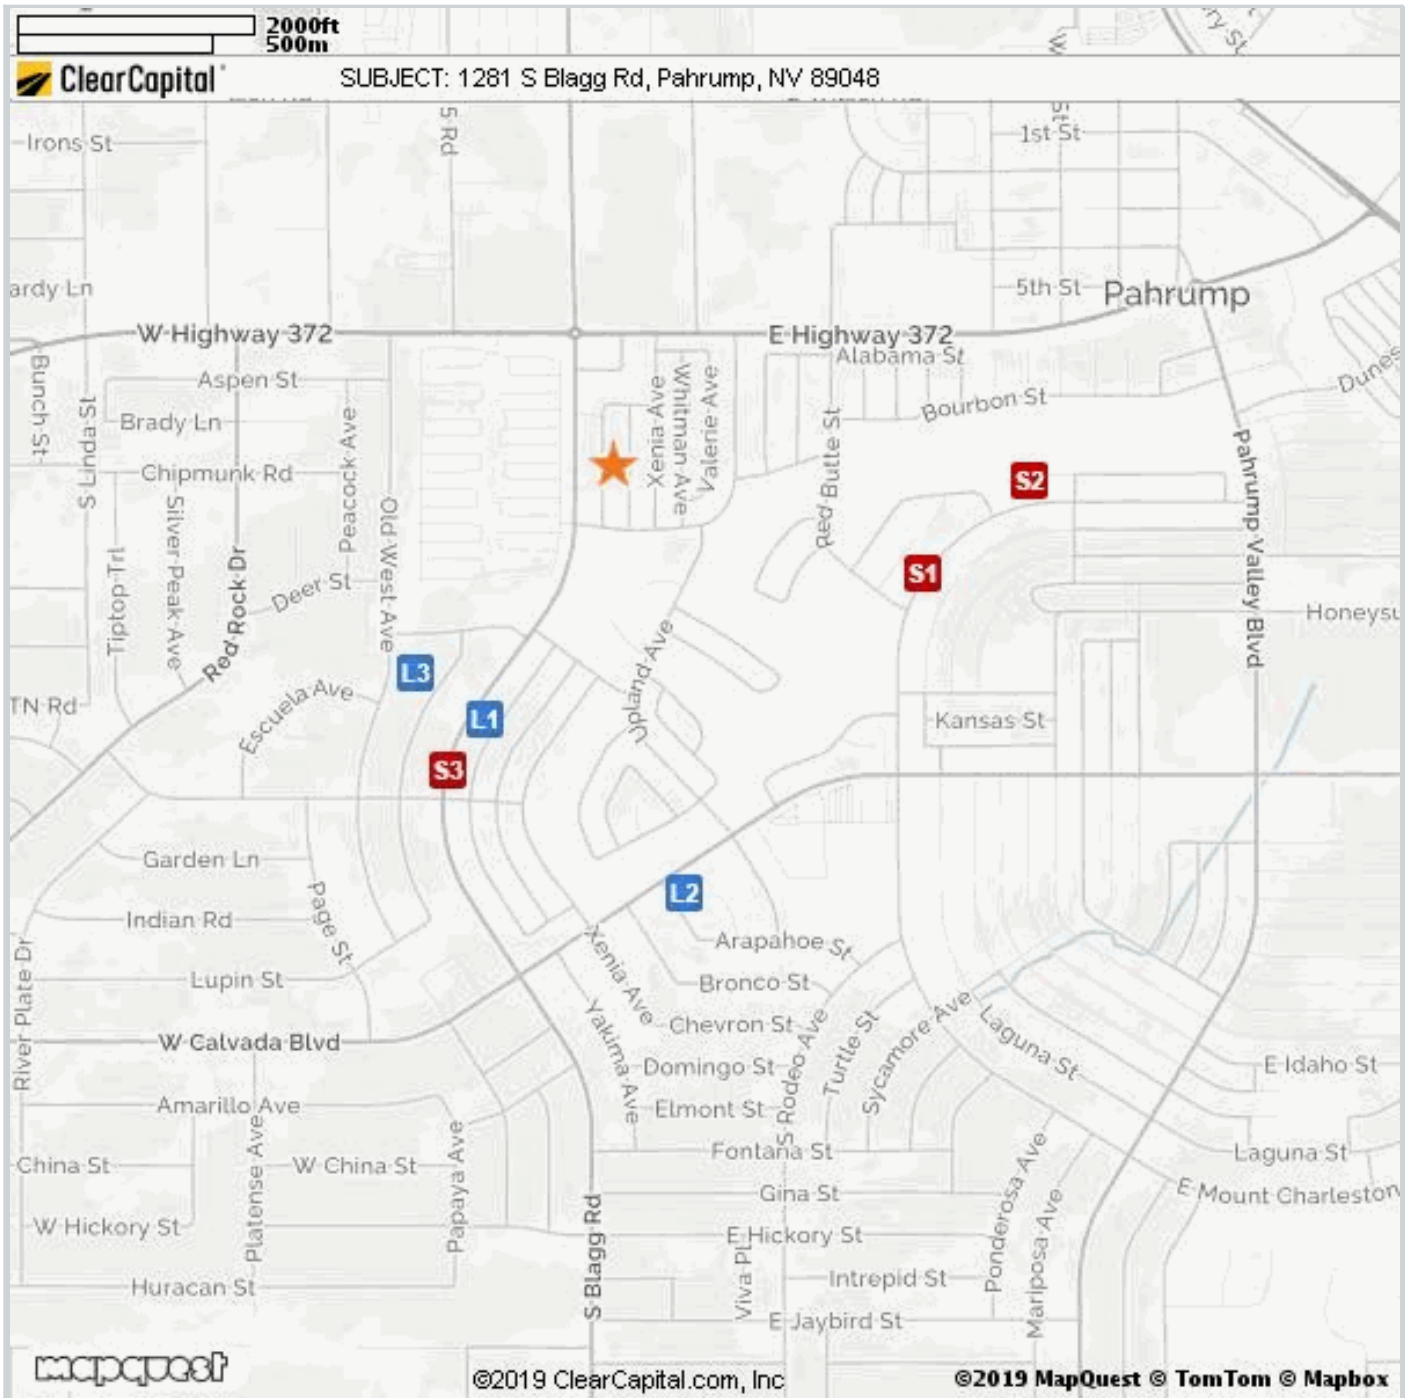 2000ft
500m
ClearCapital
SUBJECT: 1281 S Blagg Rd, Pahrump, NV 89048
ry St
S Rd
5th
1st St
Irons St
ardy Ln
5th St
Pahrump
W Highway 372
E Highway 372
Alabama St
Bunch St
Aspen St
Dunes
S Linda St
Brady Ln
Peacock Ave
Xenia Ave
Whitman Ave
Valerie Ave
Red Butte St
Bourbon St
Chipmunk Rd
S2
Pahrump Valley Blvd
Silver Peak Ave
Old West Ave
Tiptop Trl
Red Rock Dr
Deer St
S1
Honeysu
L3
Upland Ave
TN Rd
Escuela Ave
L1
Kansas St
S3
Garden Ln
L2
Page St
Indian Rd
Xenia Ave
Arapahoe St
River Plate Dr
Lupin St
Bronco St
Yakima Ave
Chevron St
S Rodeo Ave
Turtle St
Sycamore Ave
Laguna St
W Calvada Blvd
Domingo St
E Idaho St
Amarillo Ave
Elmont St
Platense Ave
Papaya Ave
Fontana St
Ponderosa Ave
Laguna St
China St
W China St
Gina St
Mariposa Ave
E Mount Charleston
W Hickory St
S Blagg Rd
E Hickory St
Viva Pl
Huracan St
Intrepid St
E Jaybird St
mapquest
©2019 ClearCapital.com, Inc
©2019 MapQuest © TomTom © Mapbox